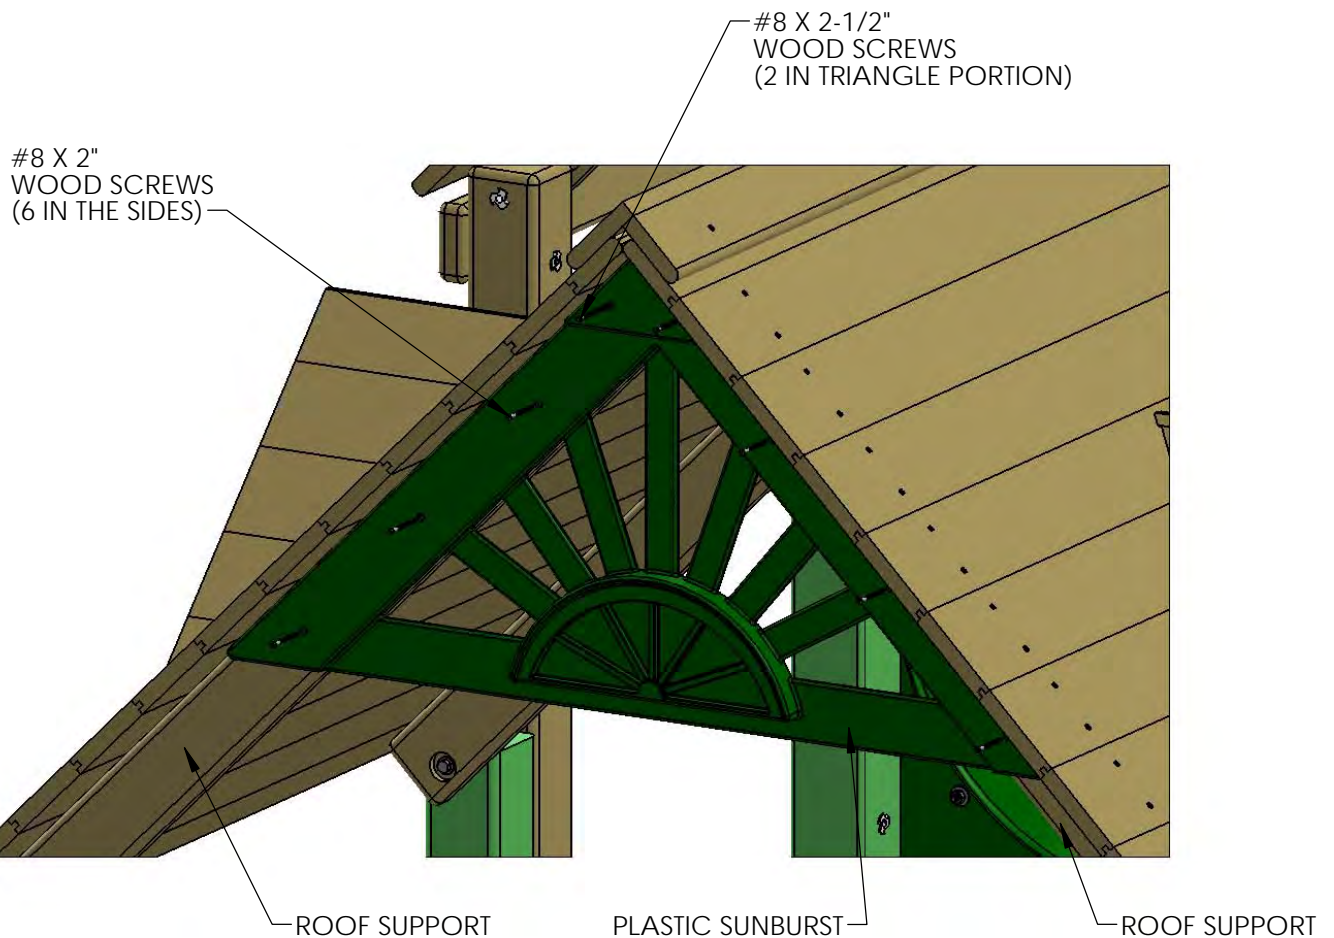 #8 X 2-1/2"
WOOD SCREWS
(2 IN TRIANGLE PORTION)
#8 X 2"
WOOD SCREWS
(6 IN THE SIDES)
ROOF SUPPORT
PLASTIC SUNBURST
ROOF SUPPORT